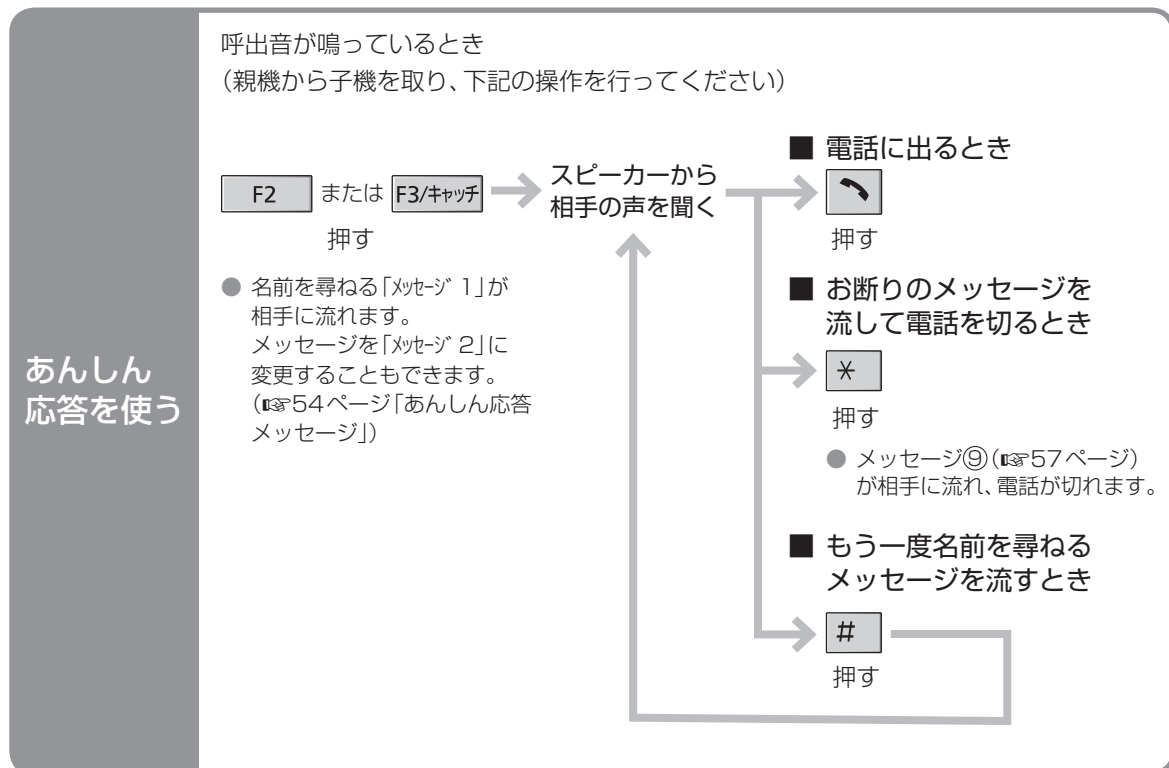 呼出音が鳴っているとき
(親機から子機を取り、下記の操作を行ってください)
あんしん
応答を使う
F2 または F3/キャッチ
押す
● 名前を尋ねる「メッセージ 1」が
相手に流れます。
メッセージを「メッセージ 2」に
変更することもできます。
(☞54ページ「あんしん応答
メッセージ」)
スピーカーから
相手の声を聞く
■ 電話に出るとき
押す
■ お断りのメッセージを
流して電話を切るとき
＊
押す
● メッセージ⑨(☞57ページ)
が相手に流れ、電話が切れます。
■ もう一度名前を尋ねる
メッセージを流すとき
#
押す